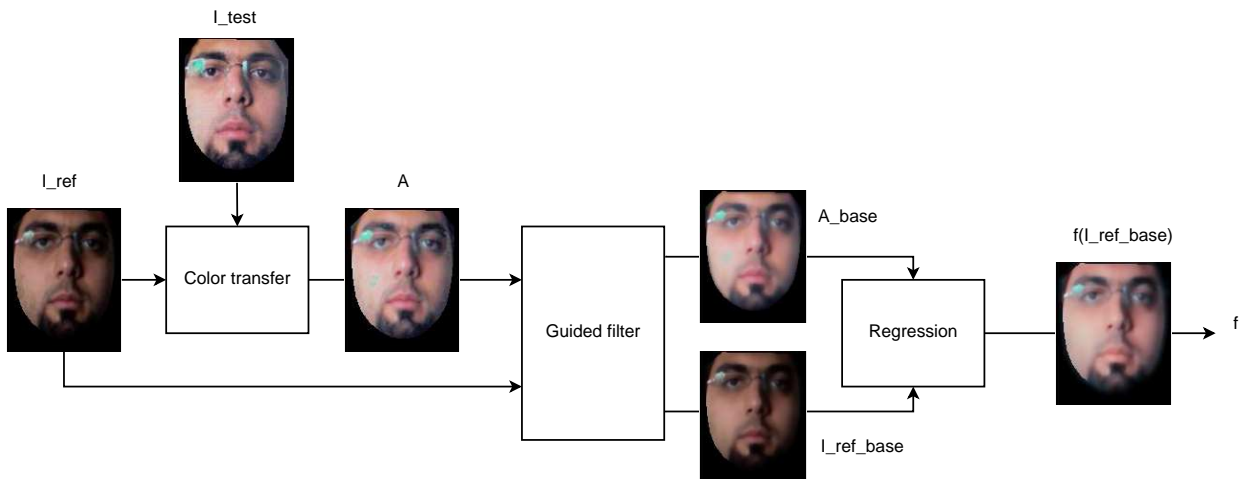 I_test
I_ref
A
Color transfer
Guided filter
A_base
I_ref_base
Regression
f(I_ref_base)
f